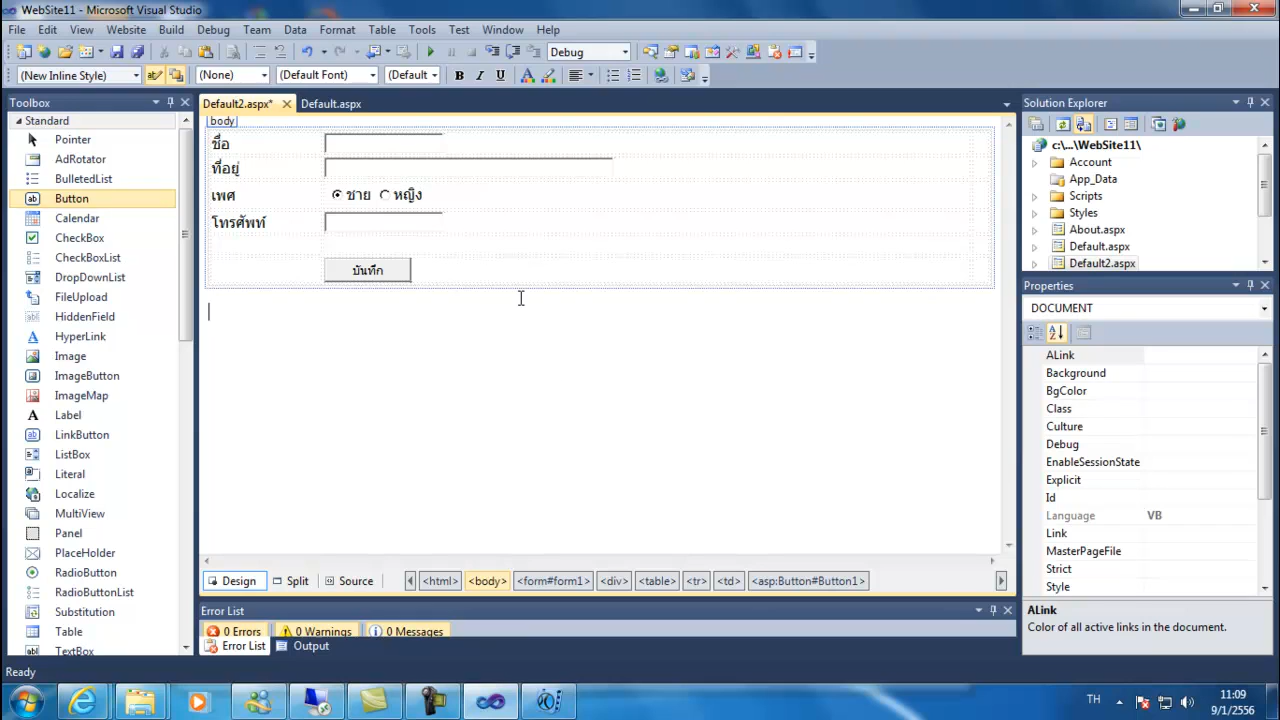 WebSite11 - Microsoft Visual Studio
File Edit View Website Build Debug Team Data Format Table Tools Test Window Help
Debug
(New Inline Style) (None) (Default Font) (Default B I U A
Toolbox
Default2.aspx* Default.aspx
Solution Explorer
Standard
Pointer
AdRotator
BulletedList
Button
Calendar
CheckBox
CheckBoxList
DropDownList
FileUpload
HiddenField
HyperLink
Image
ImageButton
ImageMap
Label
LinkButton
ListBox
Literal
Localize
MultiView
Panel
PlaceHolder
RadioButton
RadioButtonList
Substitution
Table
TextBox
body
ชื่อ
ที่อยู่
เพศ ชาย หญิง
โทรศัพท์
บันทึก
Design Split Source <html> <body> <form#form1> <div> <table> <tr> <td> <asp:Button#Button1>
Error List
0 Errors 0 Warnings 0 Messages
Error List Output
c:\...\WebSite11\
Account
App_Data
Scripts
Styles
About.aspx
Default.aspx
Default2.aspx
Properties
DOCUMENT
ALink
Background
BgColor
Class
Culture
Debug
EnableSessionState
Explicit
Id
Language VB
Link
MasterPageFile
Strict
Style
ALink
Color of all active links in the document.
Ready
TH 11:09
9/1/2556